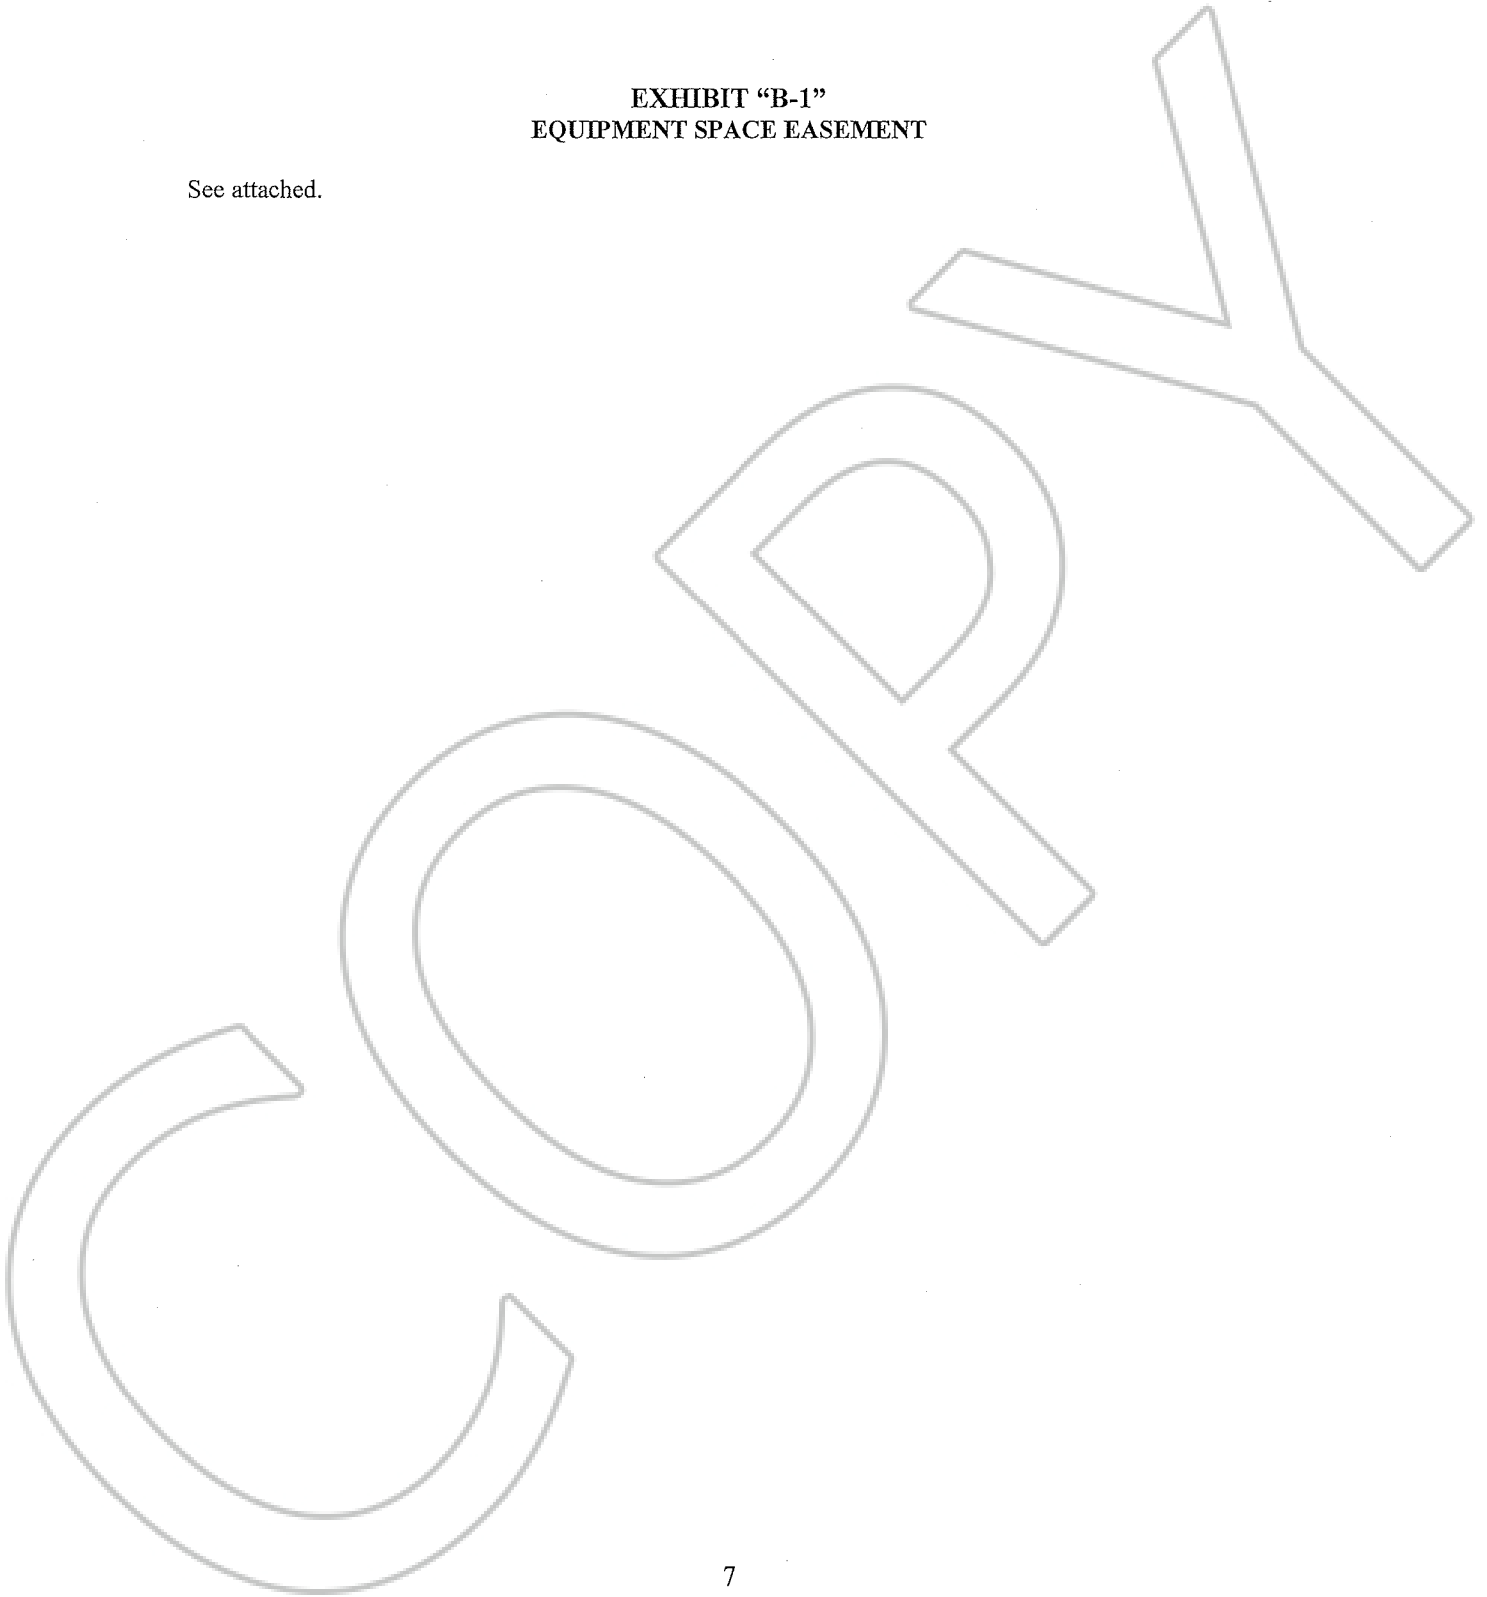 EXHIBIT “B-1”
EQUIPMENT SPACE EASEMENT
See attached.
COPY
7